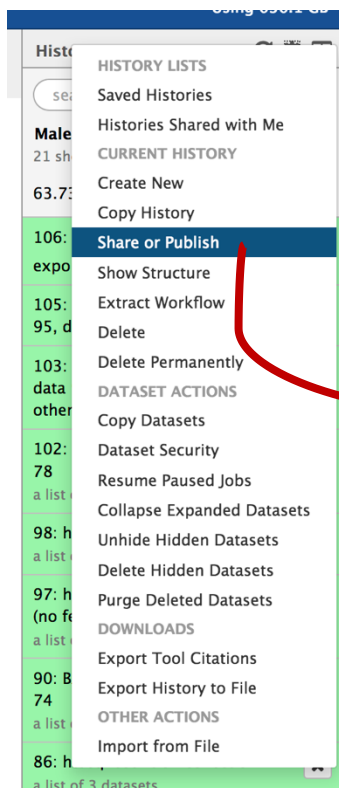 Using 650.1 Gb
HISTORY LISTS
Saved Histories
Histories Shared with Me
CURRENT HISTORY
Create New
Copy History
Share or Publish
Show Structure
Extract Workflow
Delete
Delete Permanently
DATASET ACTIONS
Copy Datasets
Dataset Security
Resume Paused Jobs
Collapse Expanded Datasets
Unhide Hidden Datasets
Delete Hidden Datasets
Purge Deleted Datasets
DOWNLOADS
Export Tool Citations
Export History to File
OTHER ACTIONS
Import from File
Male
21 sh
63.73
106:
expo
105:
95, d
103:
data
other
102:
78
a list
98: h
a list
97: h
(no fe
a list
90: B
74
a list
86: h
a list of 3 datasets